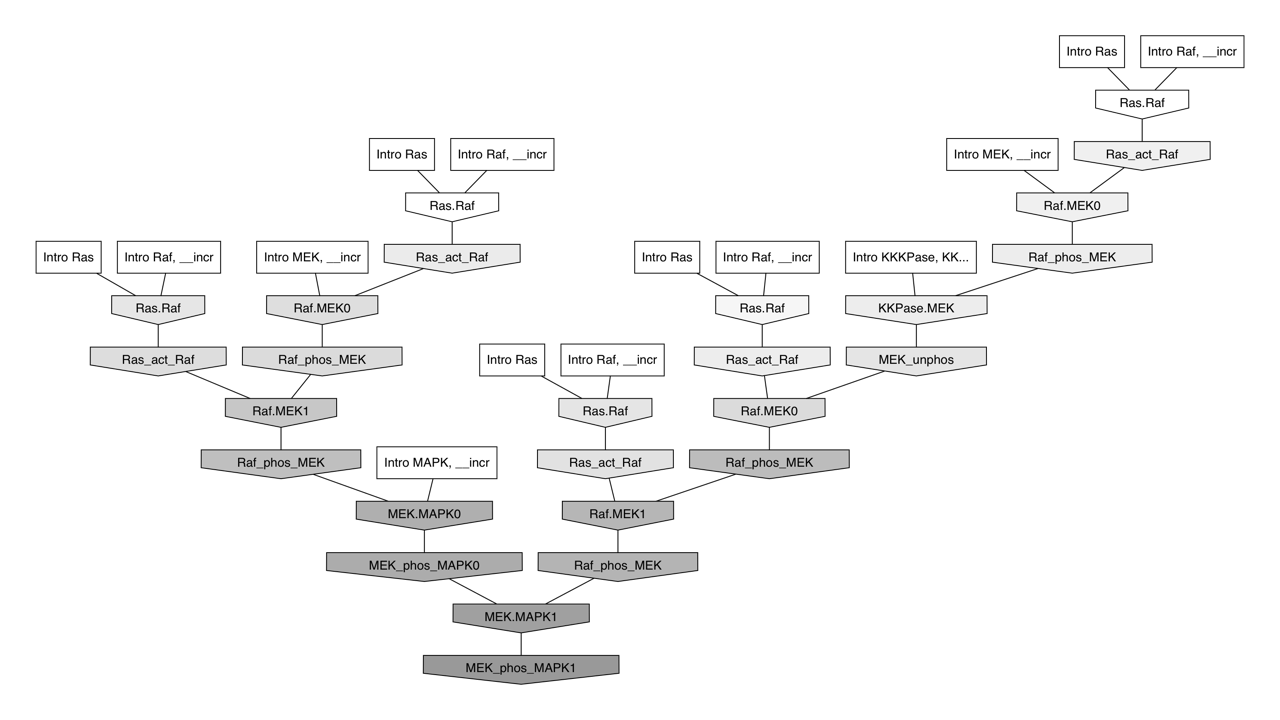 Intro Ras
Intro Raf, __incr
Ras.Raf
Intro Ras
Intro Raf, __incr
Intro MEK, __incr
Ras_act_Raf
Ras.Raf
Raf.MEK0
Intro Ras
Intro Raf, __incr
Intro MEK, __incr
Ras_act_Raf
Intro Ras
Intro Raf, __incr
Intro KKKPase, KK...
Raf_phos_MEK
Ras.Raf
Raf.MEK0
Ras.Raf
KKPase.MEK
Ras_act_Raf
Raf_phos_MEK
Intro Ras
Intro Raf, __incr
Ras_act_Raf
MEK_unphos
Raf.MEK1
Ras.Raf
Raf.MEK0
Raf_phos_MEK
Intro MAPK, __incr
Ras_act_Raf
Raf_phos_MEK
MEK.MAPK0
Raf.MEK1
MEK_phos_MAPK0
Raf_phos_MEK
MEK.MAPK1
MEK_phos_MAPK1